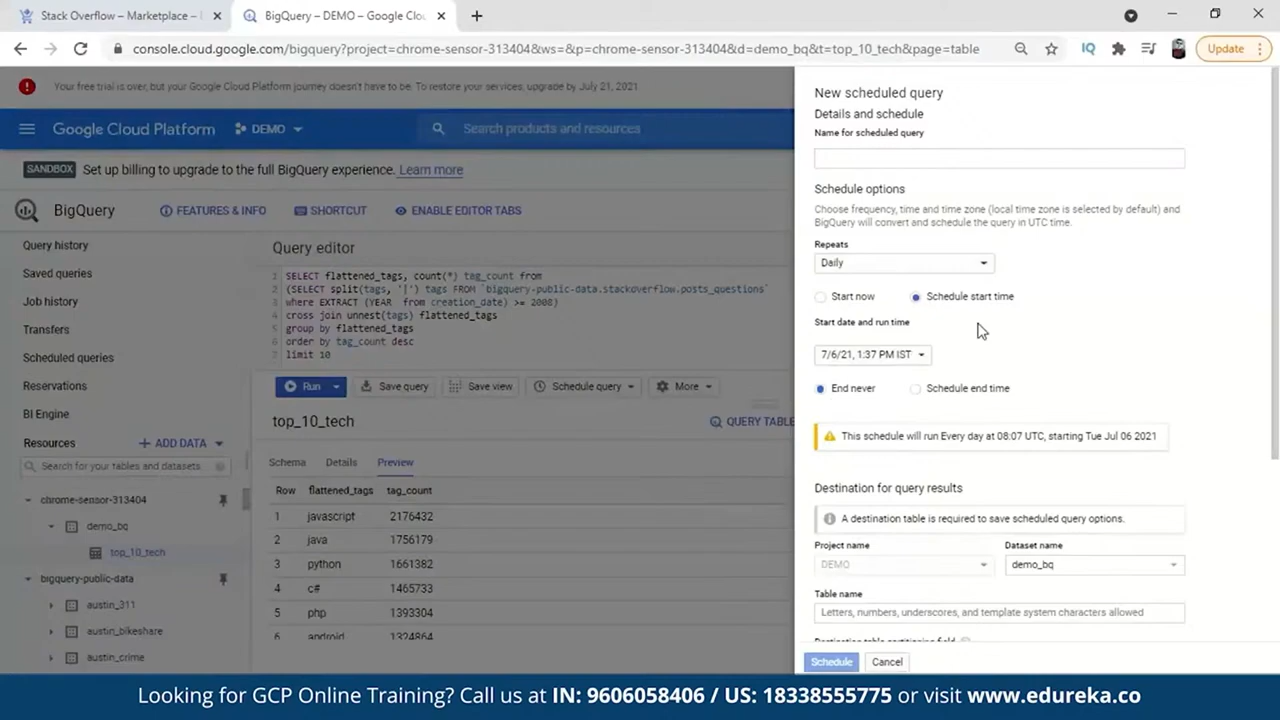 Stack Overflow – Marketplace –
BigQuery – DEMO – Google Clou
console.cloud.google.com/bigquery?project=chrome-sensor-313404&ws=&p=chrome-sensor-313404&d=demo_bq&t=top_10_tech&page=table
IQ
Update
Your free trial is over, but your Google Cloud Platform journey doesn't have to be. To restore your services, upgrade by July 21, 2021.
Google Cloud Platform
DEMO
Search products and resources
SANDBOX
Set up billing to upgrade to the full BigQuery experience. Learn more
BigQuery
FEATURES & INFO
SHORTCUT
ENABLE EDITOR TABS
Query history
Saved queries
Job history
Transfers
Scheduled queries
Reservations
BI Engine
Resources
+ ADD DATA
Search for your tables and datasets
chrome-sensor-313404
demo_bq
top_10_tech
bigquery-public-data
austin_311
austin_bikeshare
austin_crime
Query editor
1 SELECT flattened_tags, count(*) tag_count from
2 (SELECT split(tags, '|') tags FROM `bigquery-public-data.stackoverflow.posts_questions`
3 where EXTRACT (YEAR from creation_date) >= 2008)
4 cross join unnest(tags) flattened_tags
5 group by flattened_tags
6 order by tag_count desc
7 limit 10
Run
Save query
Save view
Schedule query
More
top_10_tech
QUERY TABLE
Schema Details Preview
Row flattened_tags tag_count
1 javascript 2176432
2 java 1756179
3 python 1661382
4 c# 1465733
5 php 1393304
6 android 1324864
New scheduled query
Details and schedule
Name for scheduled query
Schedule options
Choose frequency, time and time zone (local time zone is selected by default) and
BigQuery will convert and schedule the query in UTC time.
Repeats
Daily
Start now
Schedule start time
Start date and run time
7/6/21, 1:37 PM IST
End never
Schedule end time
This schedule will run Every day at 08:07 UTC, starting Tue Jul 06 2021
Destination for query results
A destination table is required to save scheduled query options.
Project name
Dataset name
DEMO
demo_bq
Table name
Letters, numbers, underscores, and template system characters allowed
Destination table partitioning field
Schedule
Cancel
Looking for GCP Online Training? Call us at IN: 9606058406 / US: 18338555775 or visit www.edureka.co